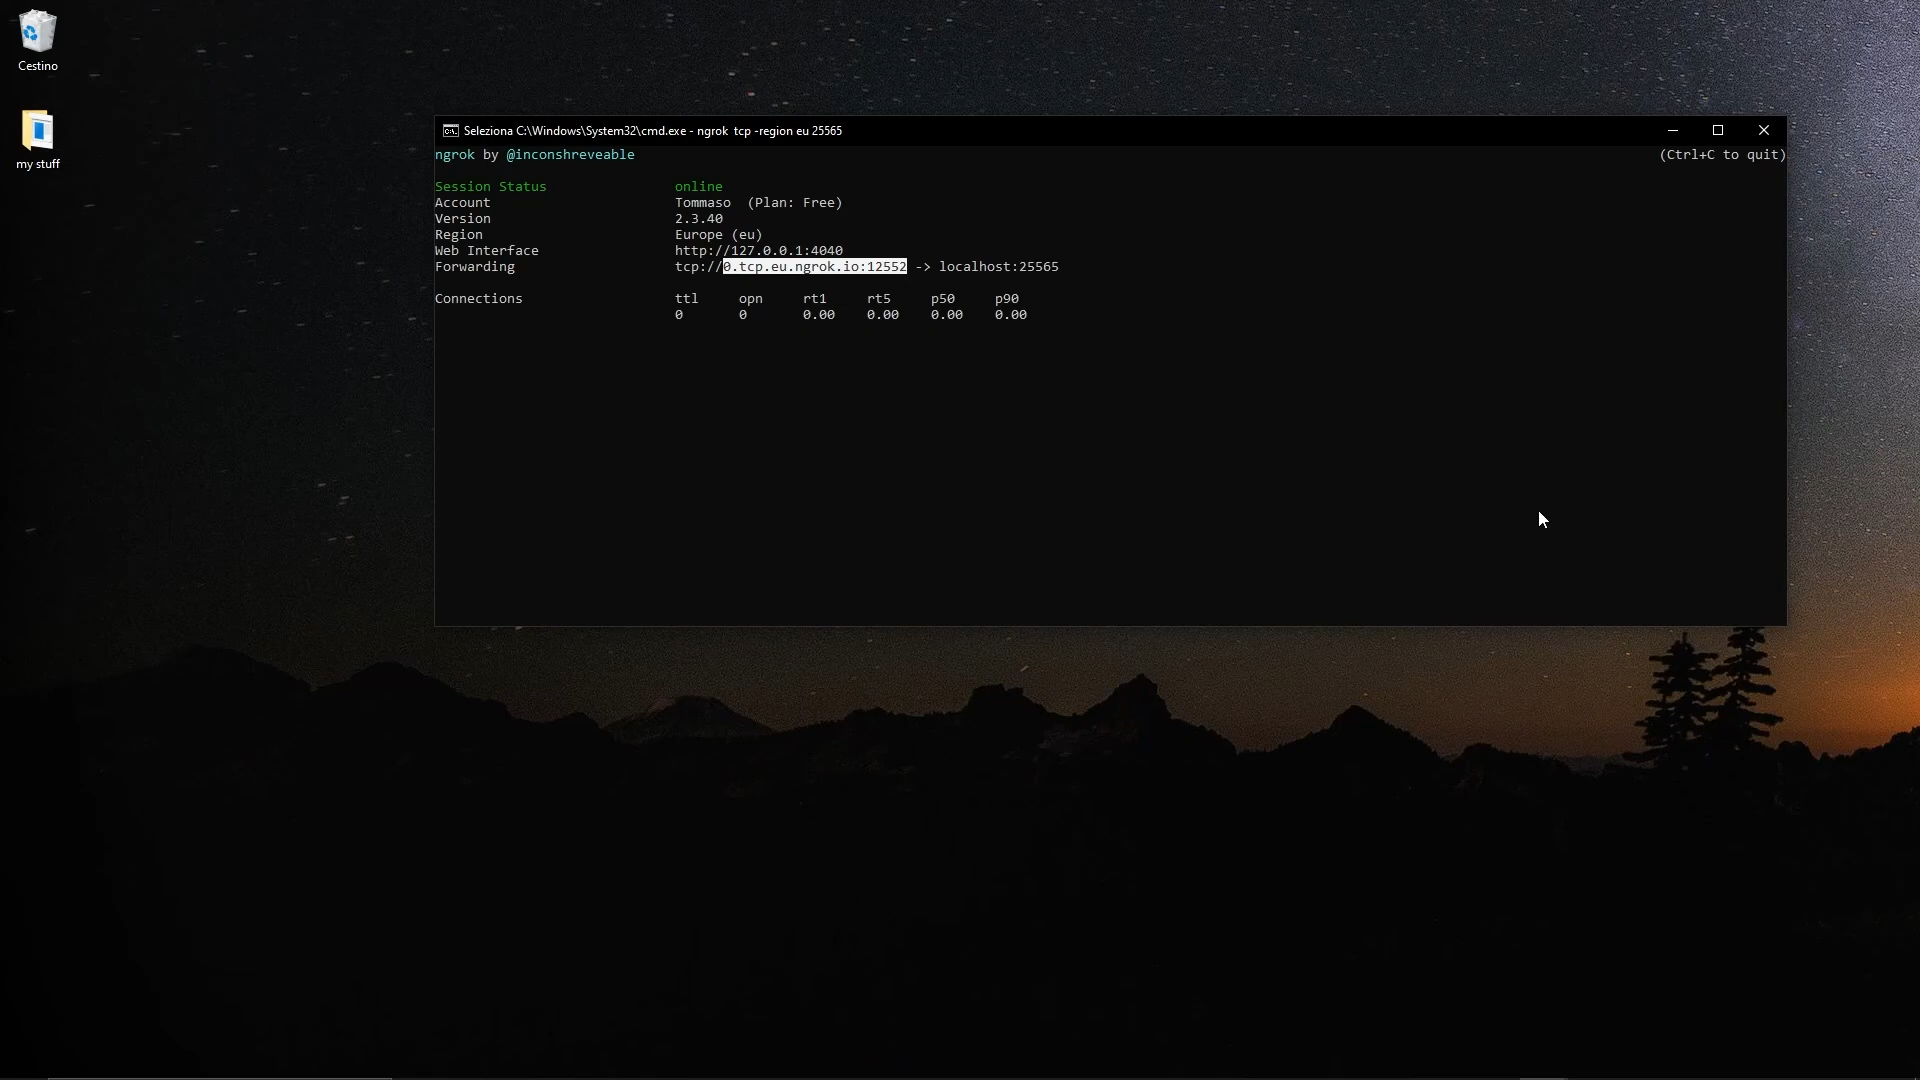 Cestino
my stuff
Seleziona C:\Windows\System32\cmd.exe - ngrok  tcp -region eu 25565
ngrok by @inconshreveable (Ctrl+C to quit)
Session Status online
Account Tommaso  (Plan: Free)
Version 2.3.40
Region Europe (eu)
Web Interface http://127.0.0.1:4040
Forwarding tcp://0.tcp.eu.ngrok.io:12552 -> localhost:25565
Connections ttl opn rt1 rt5 p50 p90
0 0 0.00 0.00 0.00 0.00